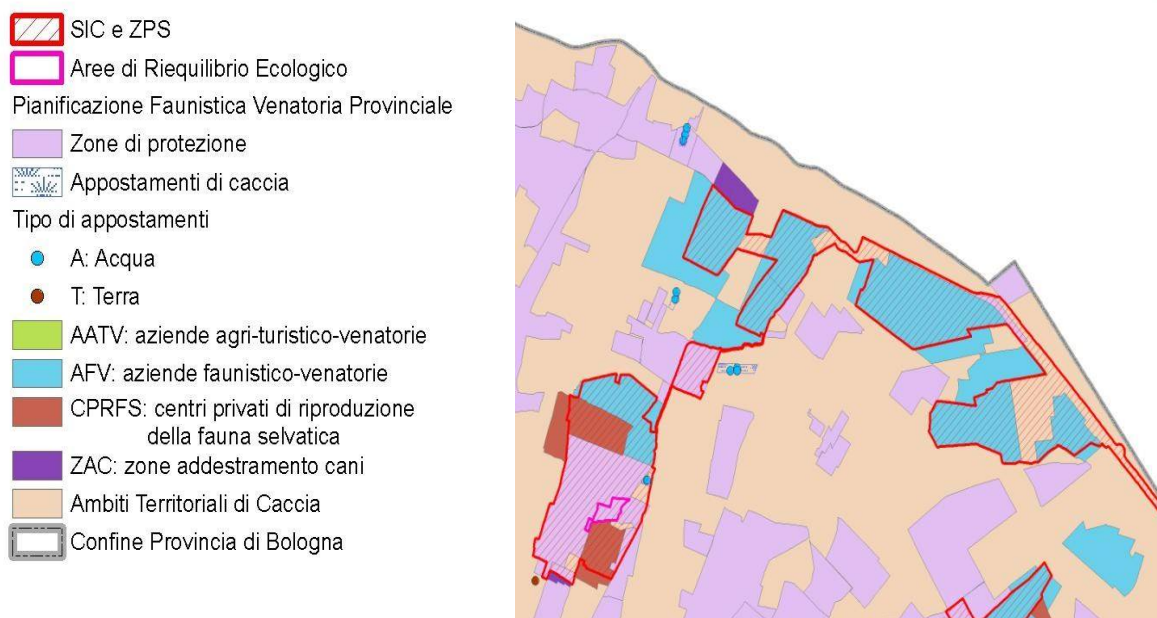 SIC e ZPS
Aree di Riequilibrio Ecologico
Pianificazione Faunistica Venatoria Provinciale
Zone di protezione
Appostamenti di caccia
Tipo di appostamenti
A: Acqua
T: Terra
AATV: aziende agri-turistico-venatorie
AFV: aziende faunistico-venatorie
CPRFS: centri privati di riproduzione
della fauna selvatica
ZAC: zone addestramento cani
Ambiti Territoriali di Caccia
Confine Provincia di Bologna